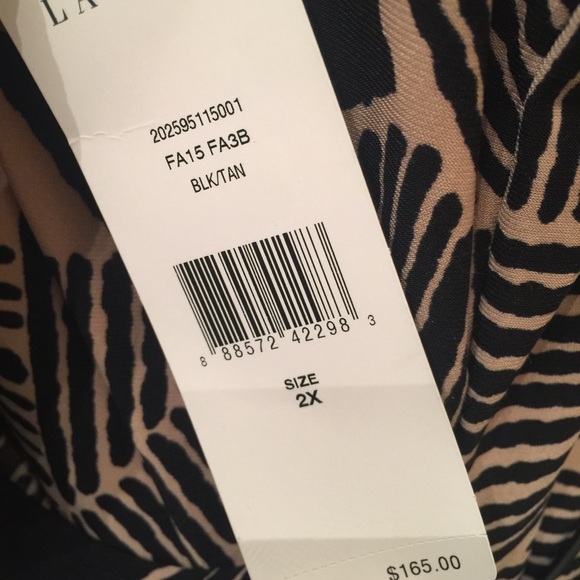 LA
202595115001
FA15 FA3B
BLK/TAN
8 88572 42298 3
SIZE
2X
$165.00